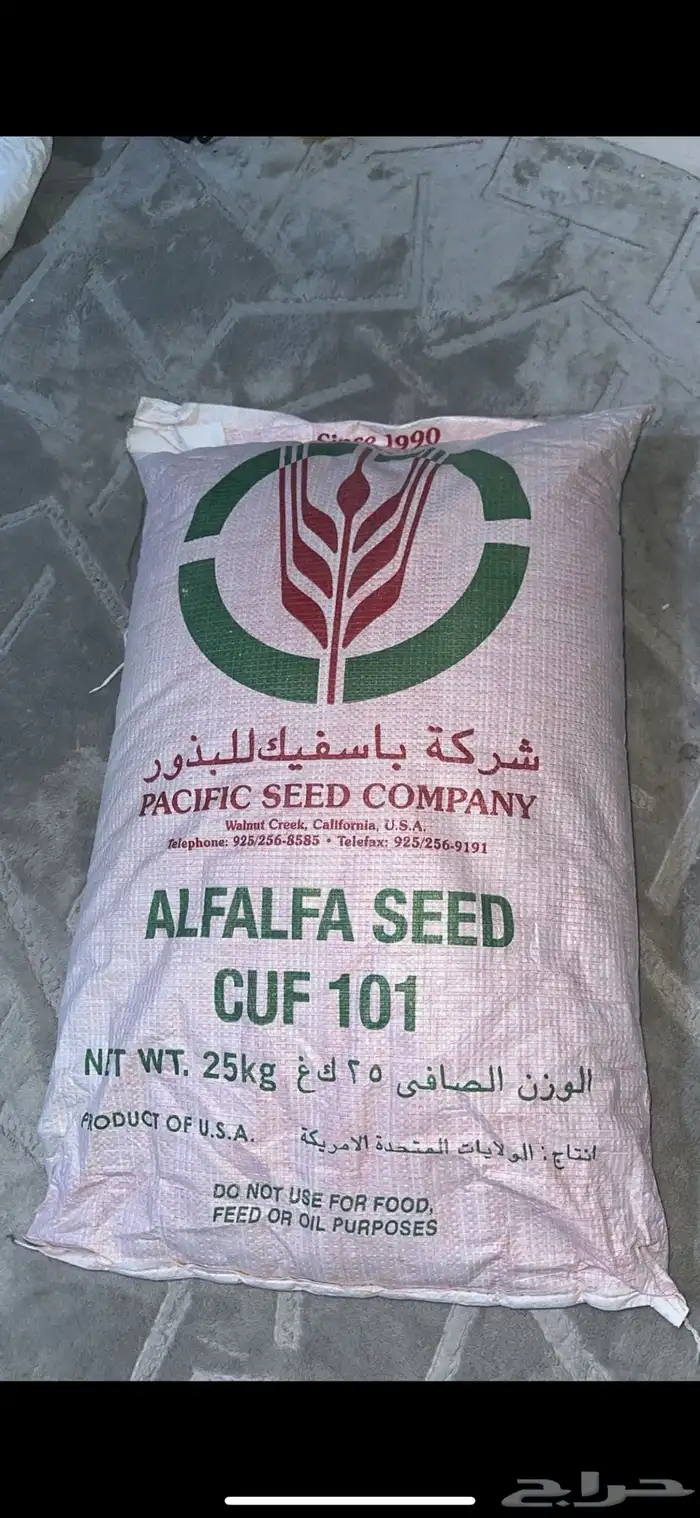 Since 1990
شركة باسفيك للبذور
PACIFIC SEED COMPANY
Walnut Creek, California, U.S.A.
Telephone: 925/256-8585 • Telefax: 925/256-9191
ALFALFA SEED
CUF 101
NET WT. 25kg الوزن الصافى ٢٥ ك غ
PRODUCT OF U.S.A. انتاج: الولايات المتحدة الامريكة
DO NOT USE FOR FOOD,
FEED OR OIL PURPOSES
حراج